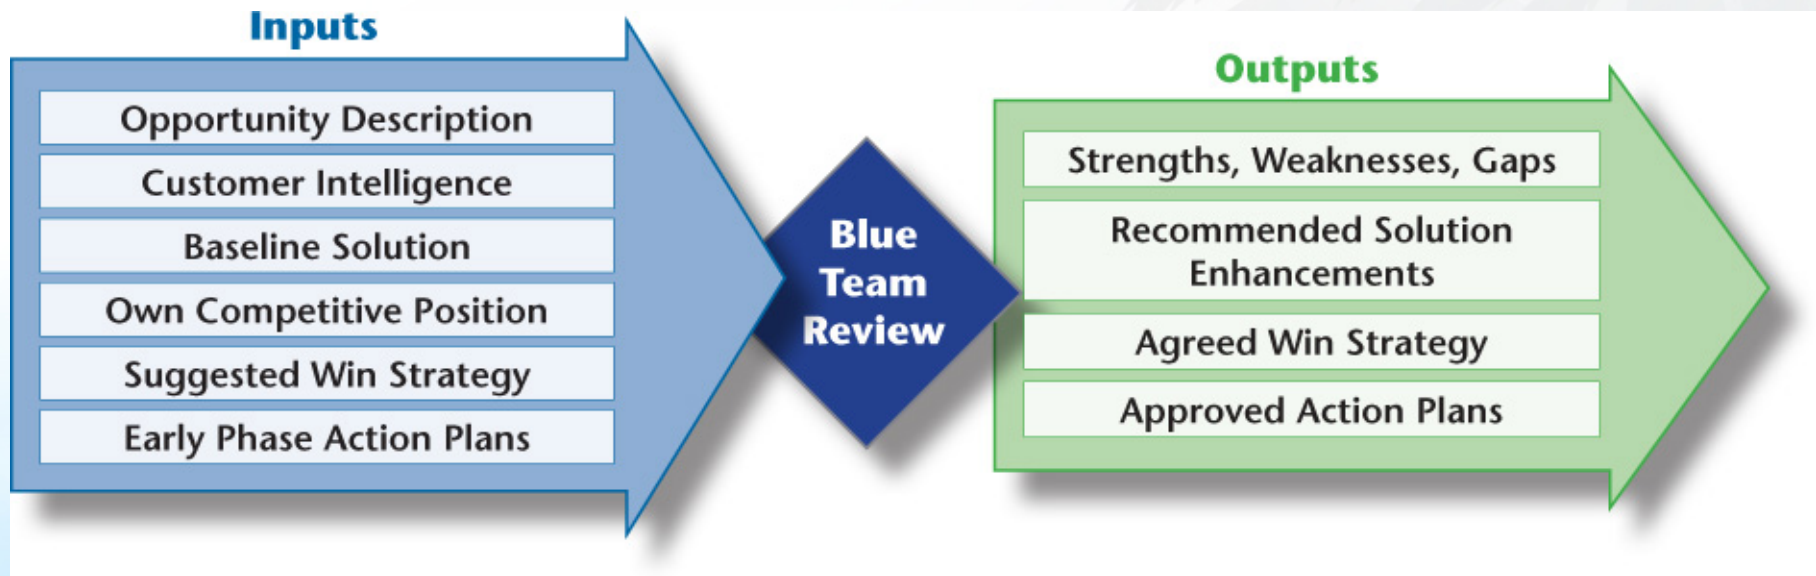 Inputs
Opportunity Description
Customer Intelligence
Baseline Solution
Own Competitive Position
Suggested Win Strategy
Early Phase Action Plans
Blue
Team
Review
Outputs
Strengths, Weaknesses, Gaps
Recommended Solution
Enhancements
Agreed Win Strategy
Approved Action Plans